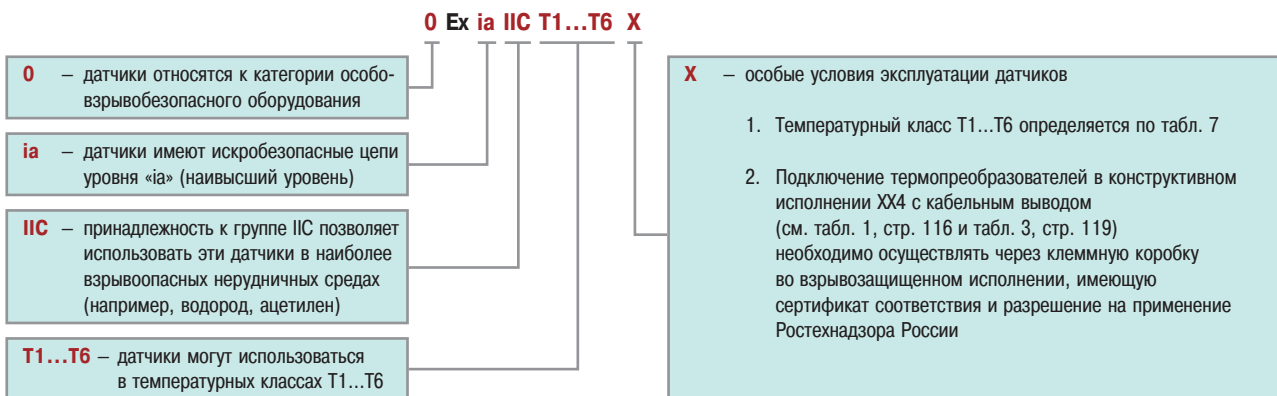 0 Ex ia IIC T1...T6 X
0 – датчики относятся к категории особо-
взрывобезопасного оборудования
ia – датчики имеют искробезопасные цепи
уровня «ia» (наивысший уровень)
IIC – принадлежность к группе IIC позволяет
использовать эти датчики в наиболее
взрывоопасных нерудничных средах
(например, водород, ацетилен)
T1...T6 – датчики могут использоваться
в температурных классах T1...T6
X – особые условия эксплуатации датчиков
1. Температурный класс T1...T6 определяется по табл. 7
2. Подключение термопреобразователей в конструктивном
исполнении ХХ4 с кабельным выводом
(см. табл. 1, стр. 116 и табл. 3, стр. 119)
необходимо осуществлять через клеммную коробку
во взрывозащищенном исполнении, имеющую
сертификат соответствия и разрешение на применение
Ростехнадзора России